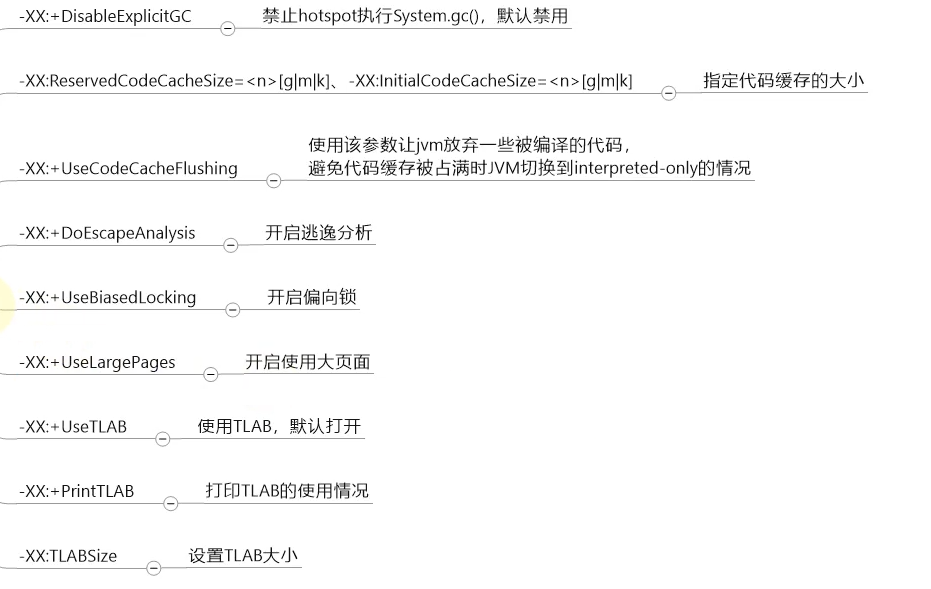 -XX:+DisableExplicitGC 禁止hotspot执行System.gc()，默认禁用
-XX:ReservedCodeCacheSize=<n>[g|m|k]、-XX:InitialCodeCacheSize=<n>[g|m|k] 指定代码缓存的大小
使用该参数让jvm放弃一些被编译的代码，
-XX:+UseCodeCacheFlushing 避免代码缓存被占满时JVM切换到interpreted-only的情况
-XX:+DoEscapeAnalysis 开启逃逸分析
-XX:+UseBiasedLocking 开启偏向锁
-XX:+UseLargePages 开启使用大页面
-XX:+UseTLAB 使用TLAB，默认打开
-XX:+PrintTLAB 打印TLAB的使用情况
-XX:TLABSize 设置TLAB大小